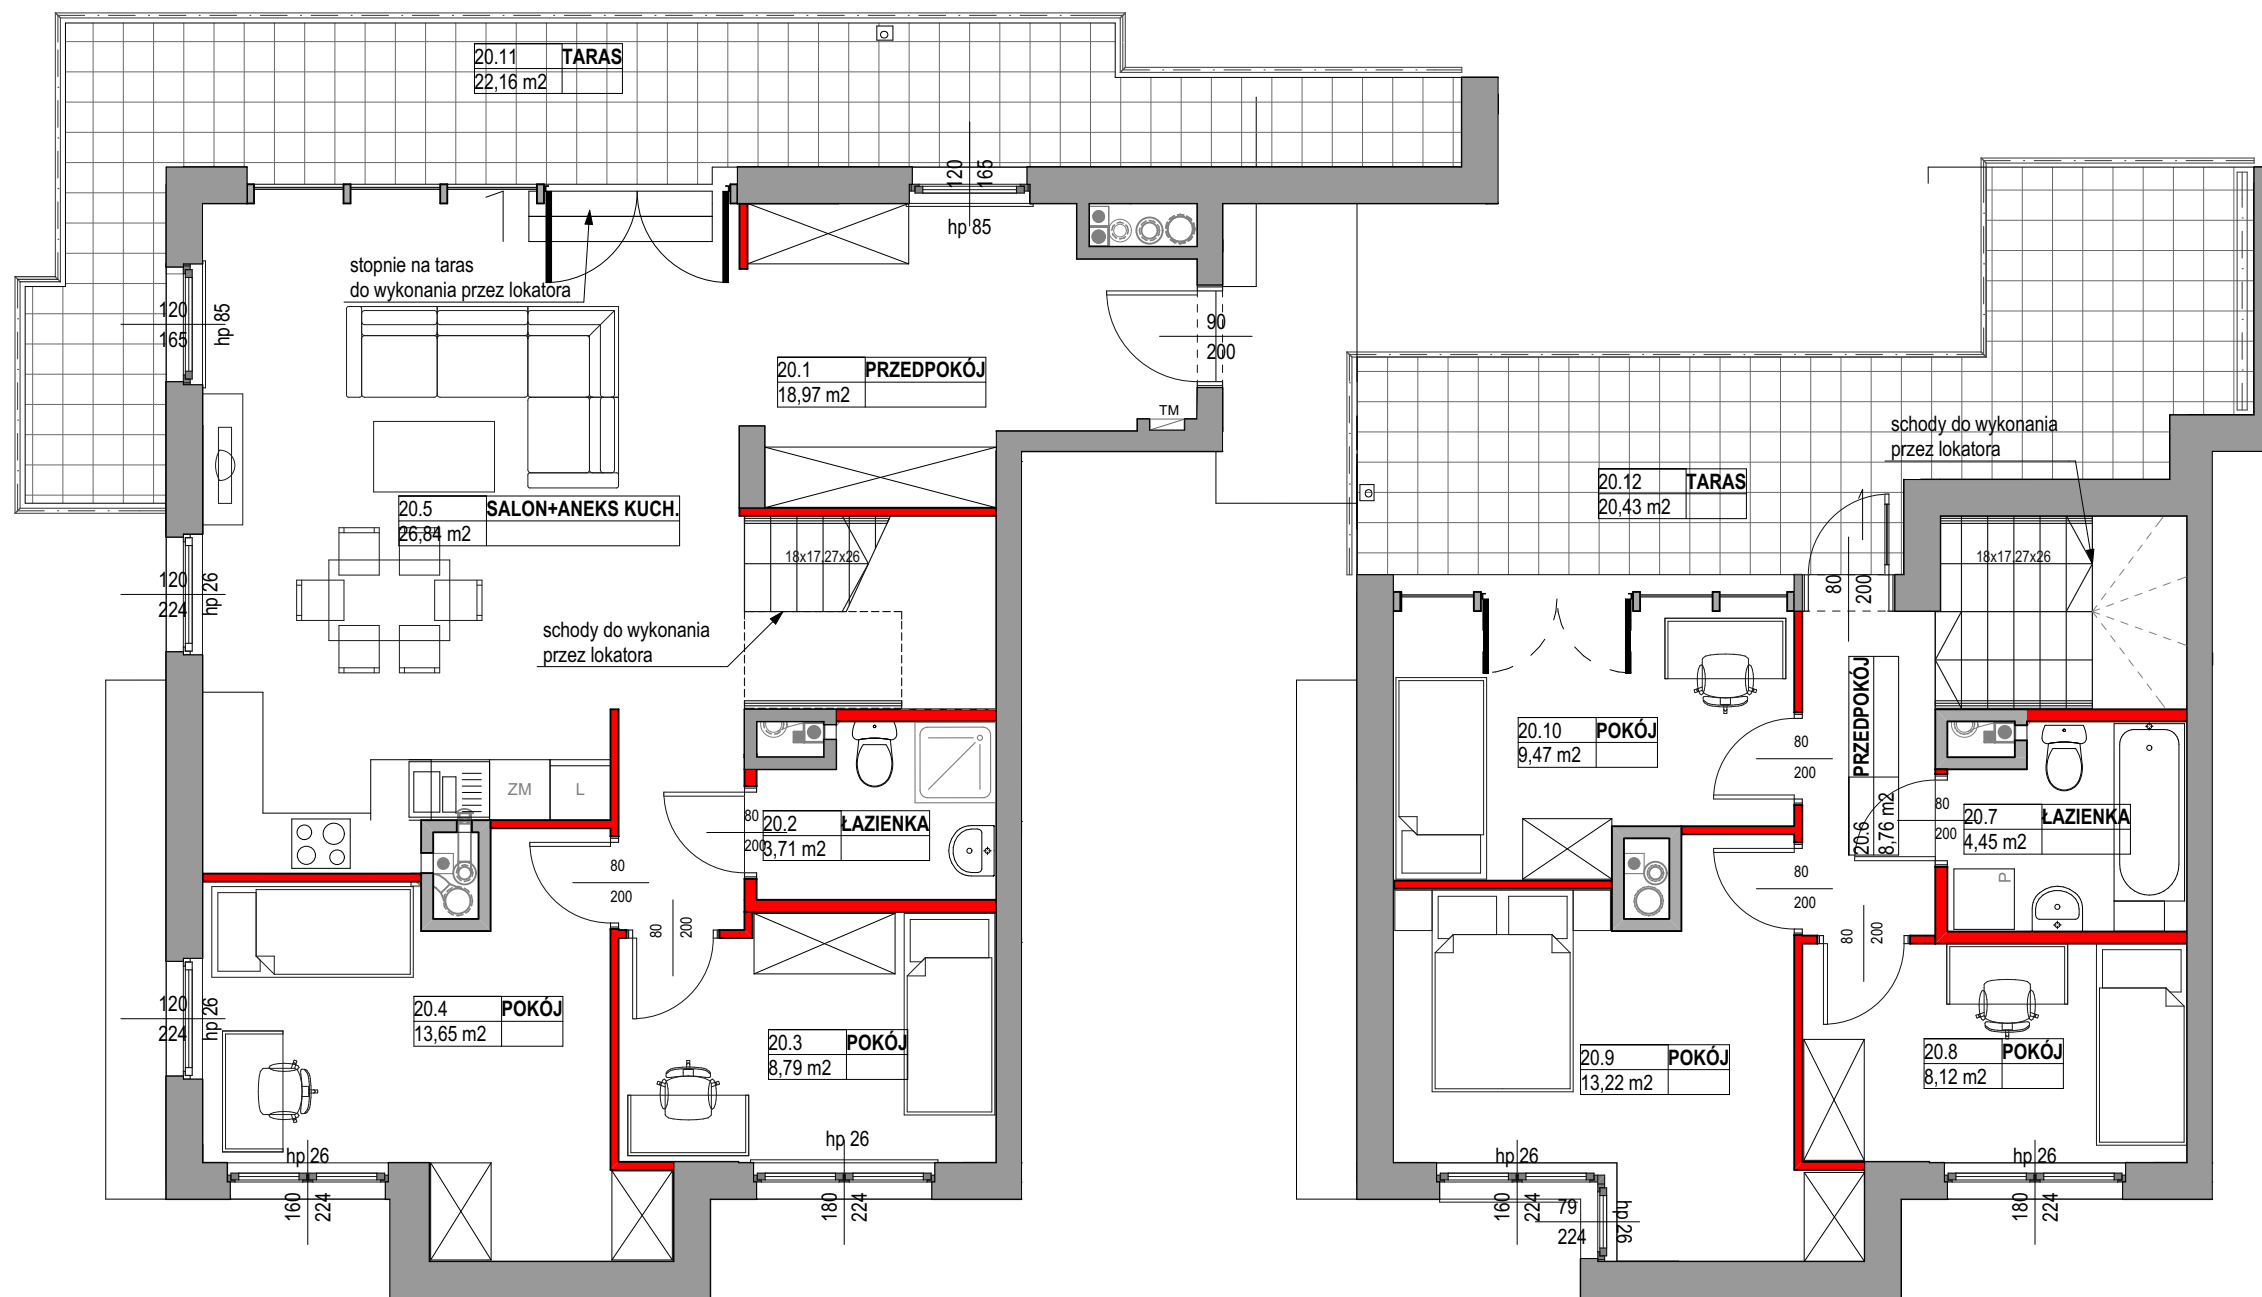 20.11 TARAS
22,16 m2
120
165
hp 85
stopnie na taras
do wykonania przez lokatora
120
165
hp 85
90
200
20.1 PRZEDPOKÓJ
18,97 m2
TM
20.5 SALON+ANEKS KUCH.
26,84 m2
18x17,27x26
120
224
hp 26
schody do wykonania
przez lokatora
ZM
L
80
200
20.2 ŁAZIENKA
3,71 m2
80
200
80
200
120
224
hp 26
20.4 POKÓJ
13,65 m2
20.3 POKÓJ
8,79 m2
hp 26
160
224
hp 26
180
224
schody do wykonania
przez lokatora
20.12 TARAS
20,43 m2
18x17,27x26
80
200
20.10 POKÓJ
9,47 m2
80
200
20.6 PRZEDPOKÓJ
8,76 m2
80
200
20.7 ŁAZIENKA
4,45 m2
P
80
200
80
200
20.9 POKÓJ
13,22 m2
20.8 POKÓJ
8,12 m2
hp 26
160
224
79
224
hp 26
hp 26
180
224